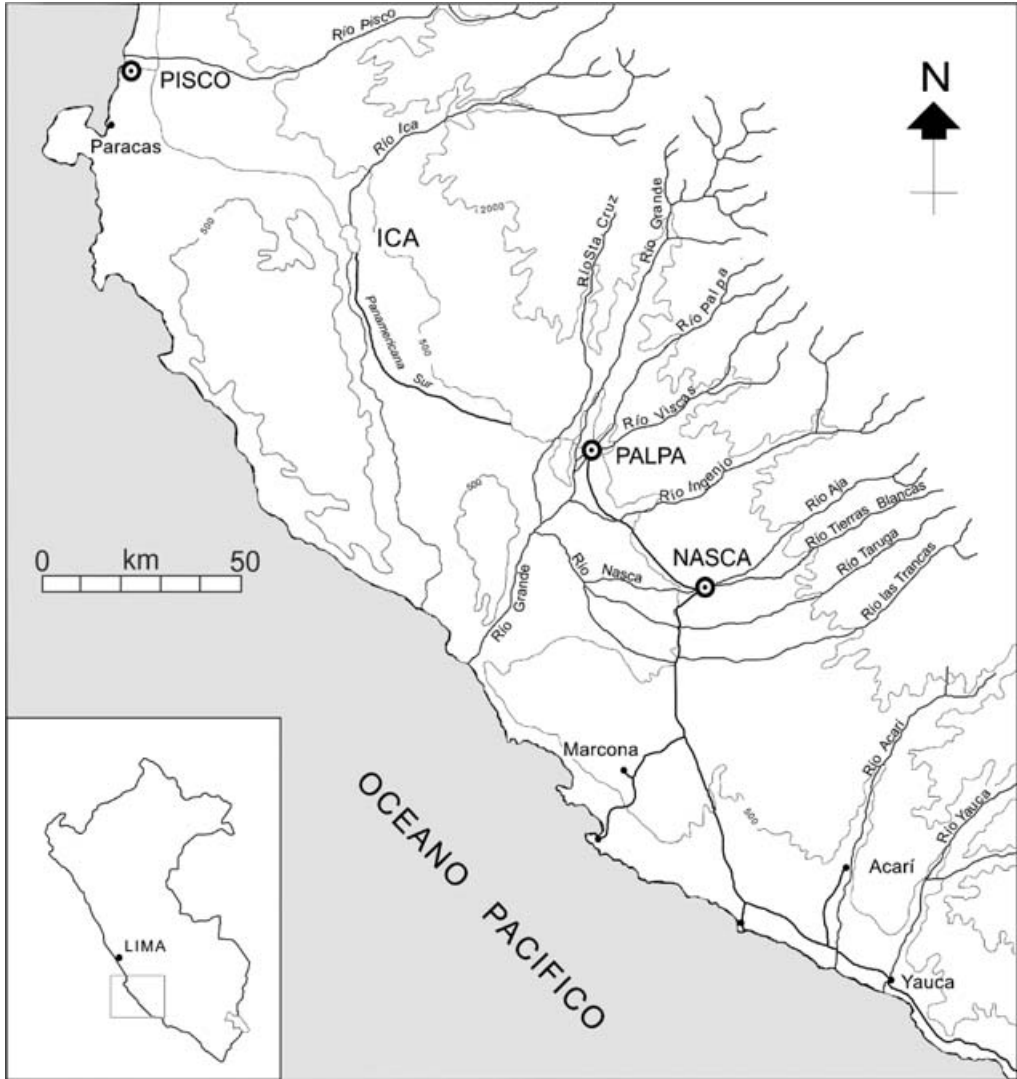 Río Pisco
PISCO
N
Paracas
Río Ica
2000
500
ICA
Río Sta. Cruz
Río Grande
Río Palpa
Panamericana
Sur
500
Río Viscas
PALPA
Río Ingenio
500
Río Aja
Río Tierras Blancas
0 km 50
NASCA
Río Taruga
Río Nasca
Río las Trancas
Río Grande
Marcona
Río Acarí
500
Río Yauca
Acarí
OCEANO PACIFICO
LIMA
Yauca